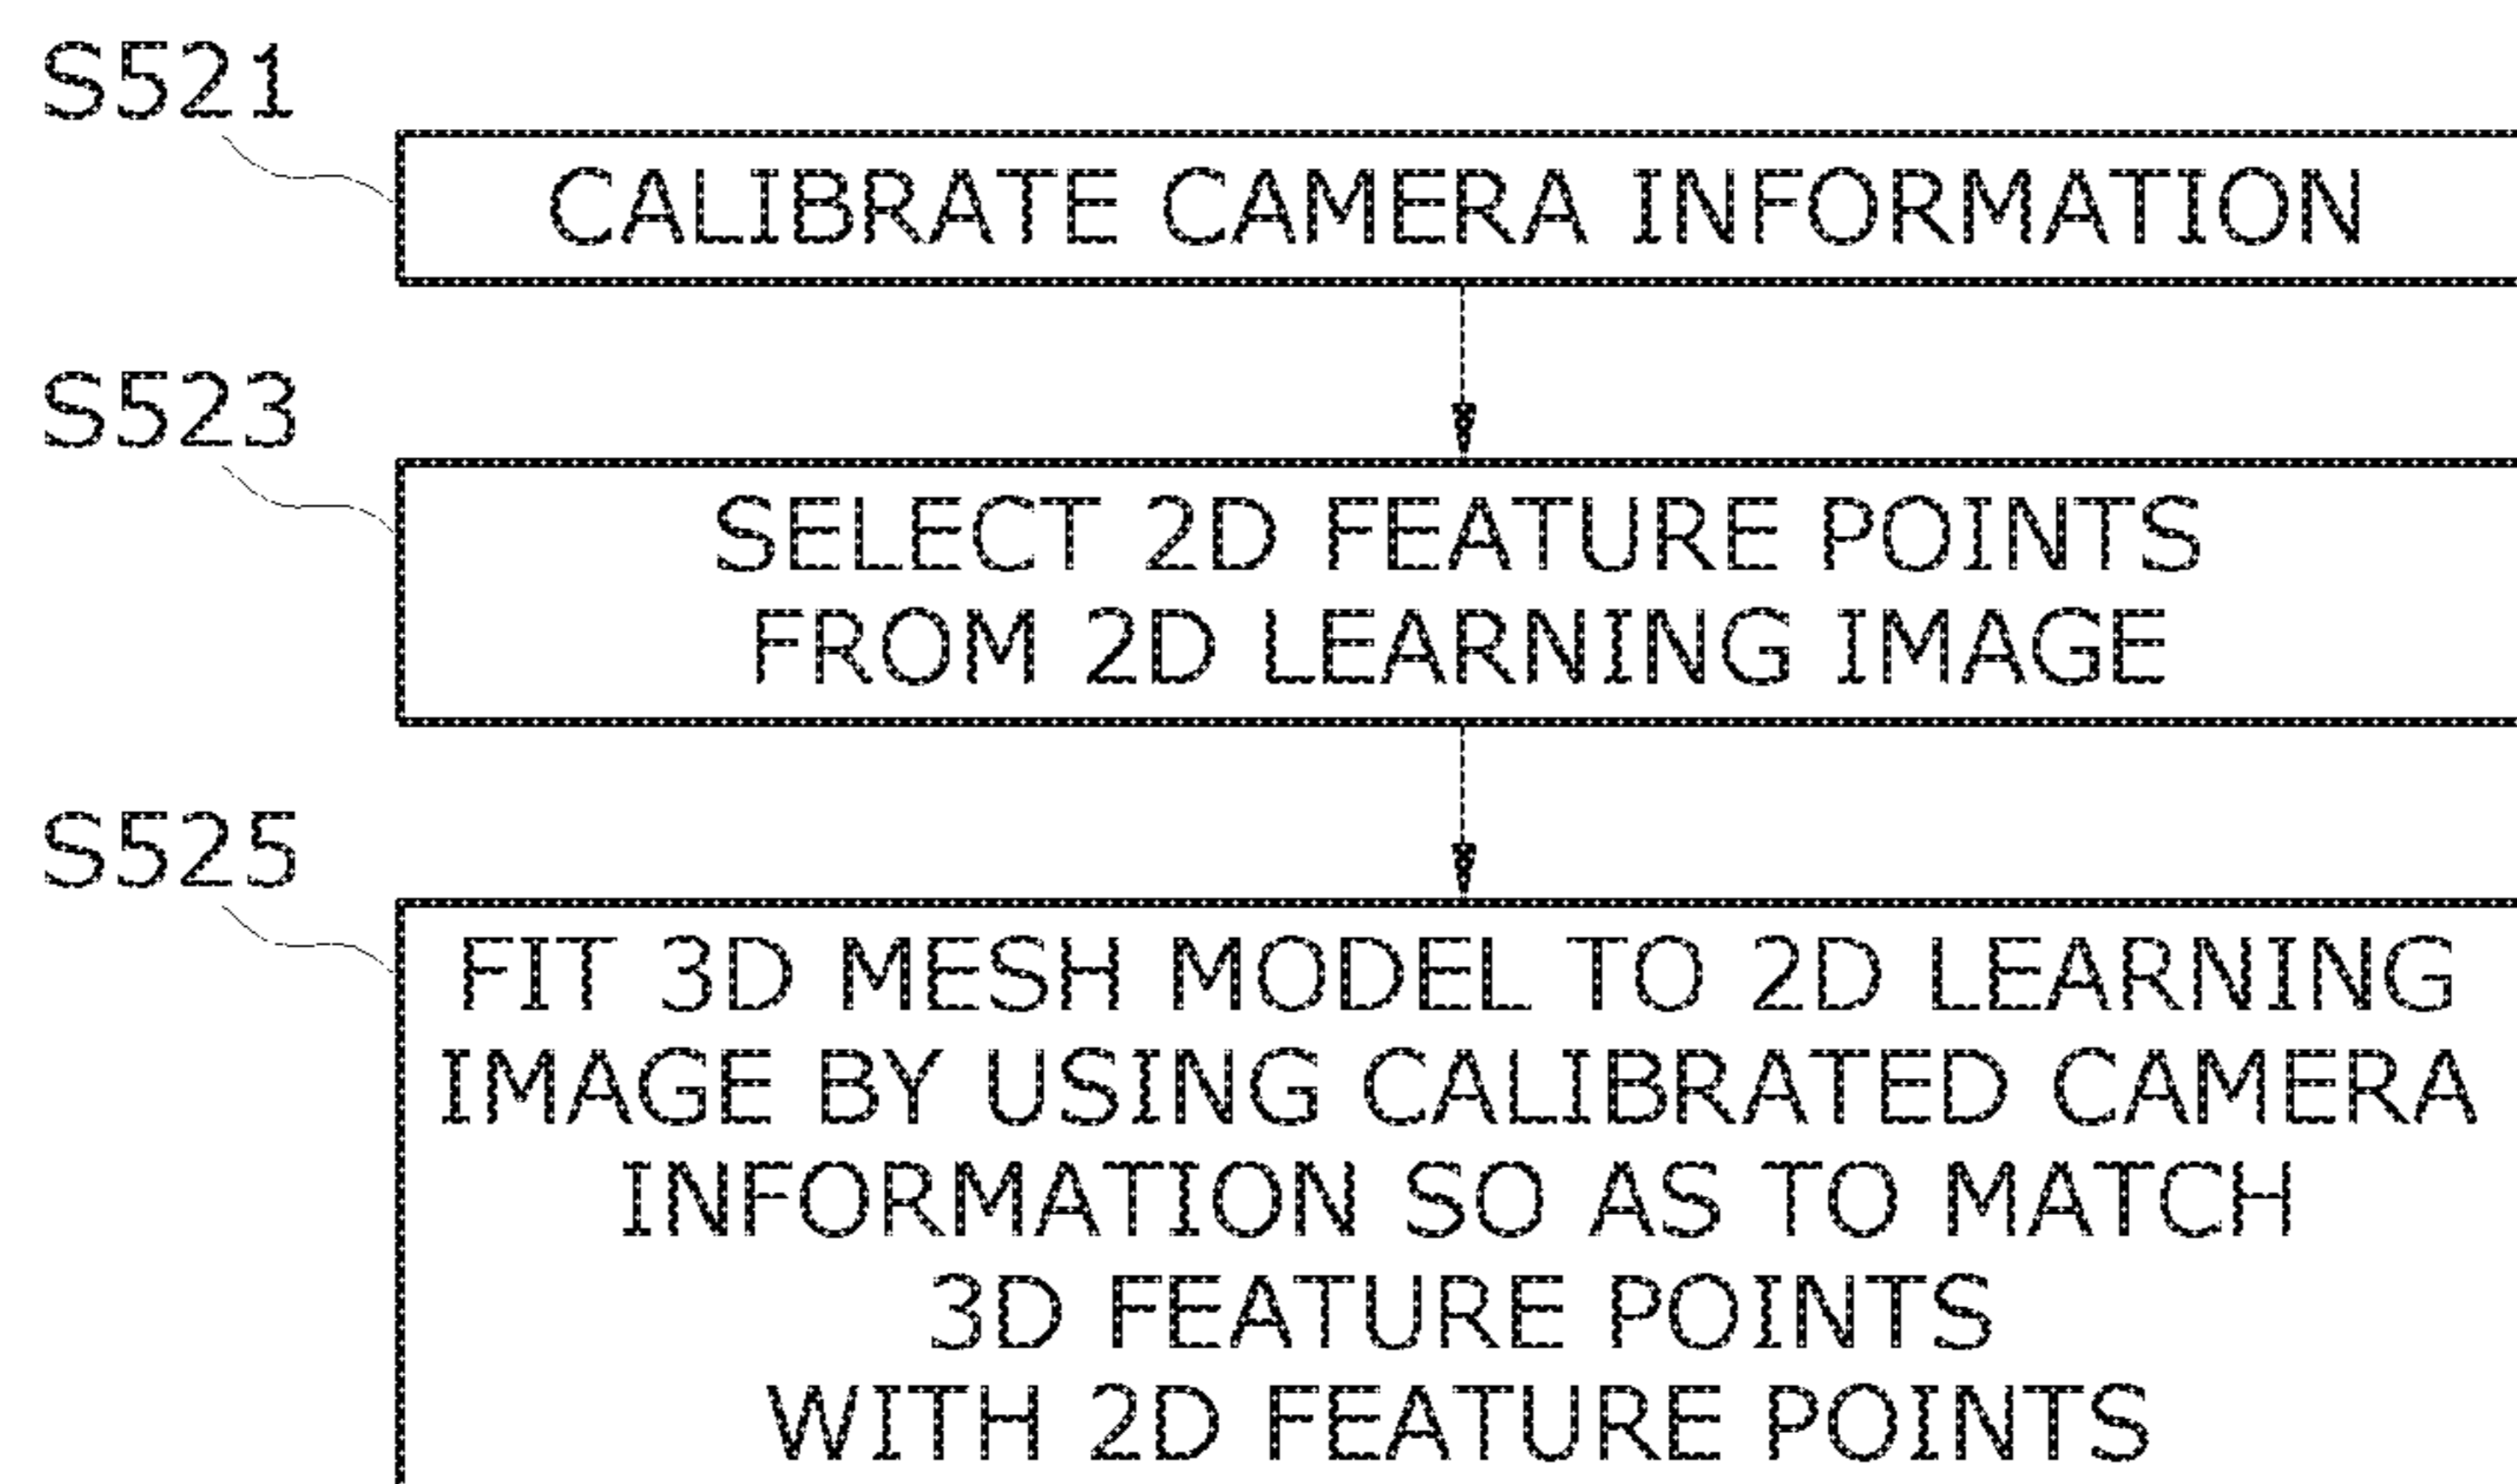 S521
CALIBRATE CAMERA INFORMATION
S523
SELECT 2D FEATURE POINTS
FROM 2D LEARNING IMAGE
S525
FIT 3D MESH MODEL TO 2D LEARNING
IMAGE BY USING CALIBRATED CAMERA
INFORMATION SO AS TO MATCH
3D FEATURE POINTS
WITH 2D FEATURE POINTS